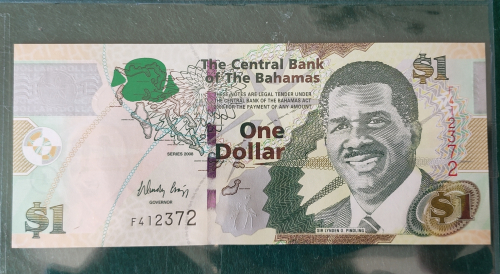 The Central Bank
of The Bahamas
$1
THESE NOTES ARE LEGAL TENDER UNDER
THE CENTRAL BANK OF THE BAHAMAS ACT
2000 FOR THE PAYMENT OF ANY AMOUNT
One
Dollar
SERIES 2008
GOVERNOR
$1
F412372
SIR LYNDEN O. PINDLING
$1